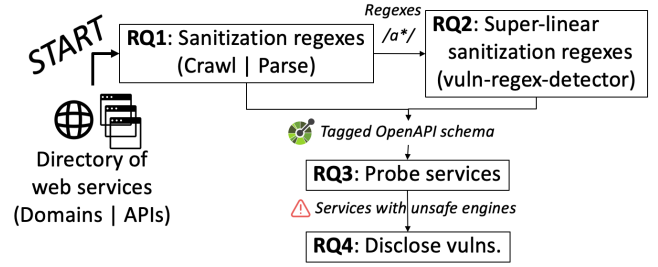 START
RQ1: Sanitization regexes
(Crawl | Parse)
Regexes
/a*/
RQ2: Super-linear
sanitization regexes
(vuln-regex-detector)
Directory of
web services
(Domains | APIs)
Tagged OpenAPI schema
RQ3: Probe services
Services with unsafe engines
RQ4: Disclose vulns.